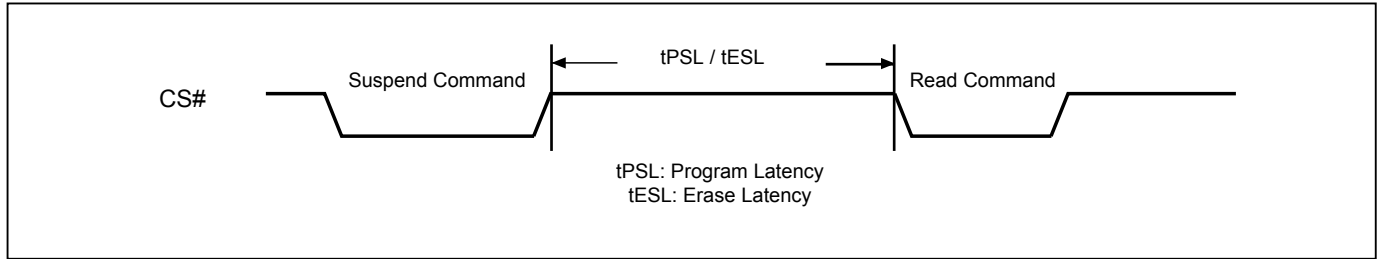 tPSL / tESL
Suspend Command
Read Command
CS#
tPSL: Program Latency
tESL: Erase Latency